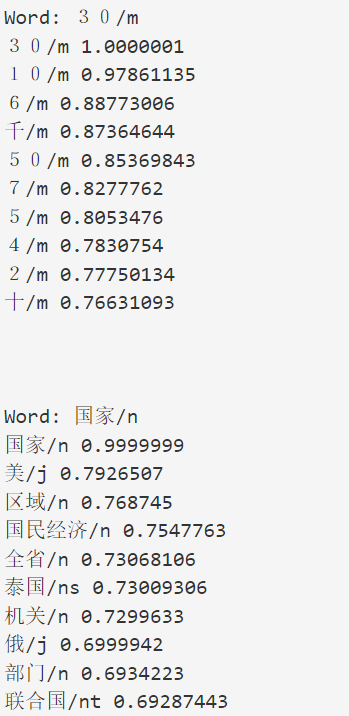 Word: ３０/m
３０/m 1.0000001
１０/m 0.97861135
６/m 0.88773006
千/m 0.87364644
５０/m 0.85369843
７/m 0.8277762
５/m 0.8053476
４/m 0.7830754
２/m 0.77750134
十/m 0.76631093
Word: 国家/n
国家/n 0.9999999
美/j 0.7926507
区域/n 0.768745
国民经济/n 0.7547763
全省/n 0.73068106
泰国/ns 0.73009306
机关/n 0.7299633
俄/j 0.6999942
部门/n 0.6934223
联合国/nt 0.69287443